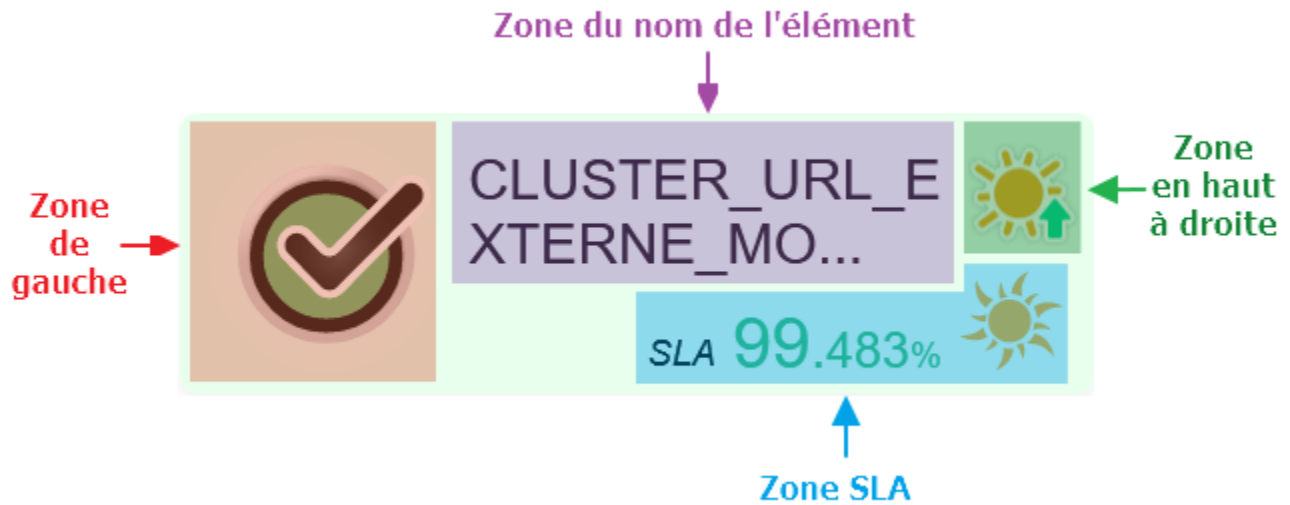 Zone du nom de l'élément
CLUSTER_URL_E
XTERNE_MO...
Zone
en haut
à droite
Zone
de
gauche
SLA 99.483%
Zone SLA